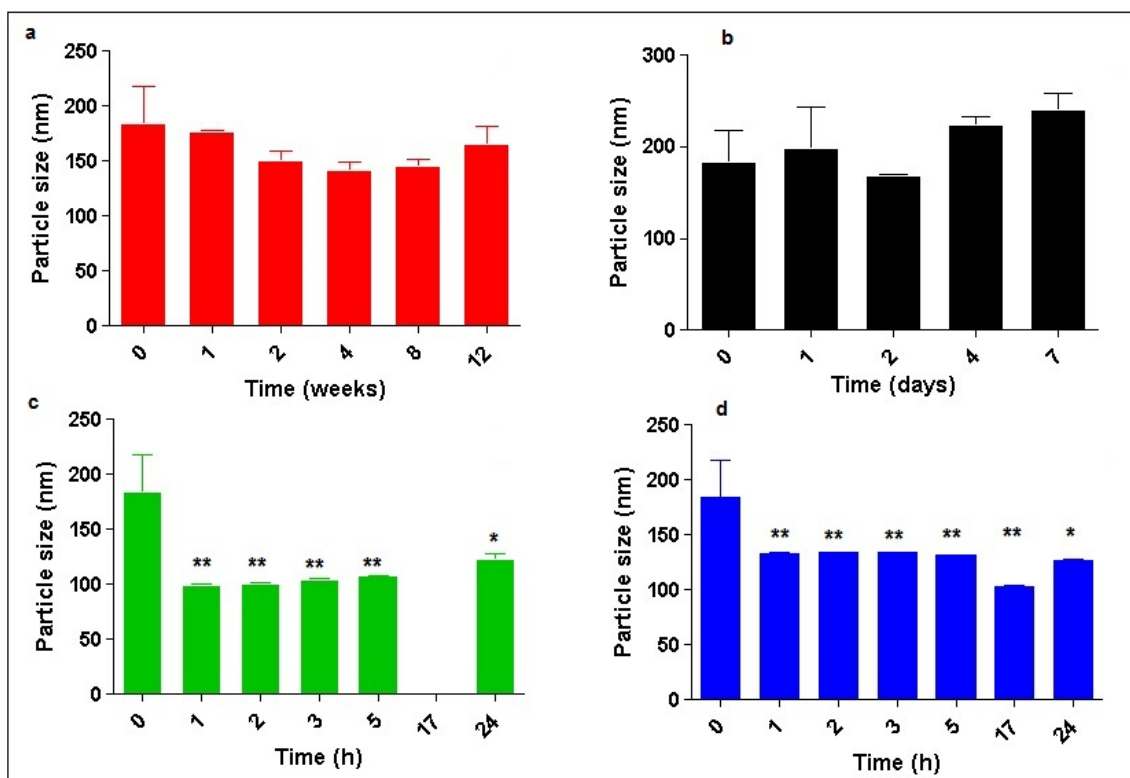 a
250
200
150
100
50
0
Particle size (nm)
0 1 2 4 8 12
Time (weeks)
b
300
200
100
0
Particle size (nm)
0 1 2 4 7
Time (days)
c
250
200
150
100
50
0
Particle size (nm)
** ** ** ** *
0 1 2 3 5 17 24
Time (h)
d
250
200
150
100
50
0
Particle size (nm)
** ** ** ** ** *
0 1 2 3 5 17 24
Time (h)